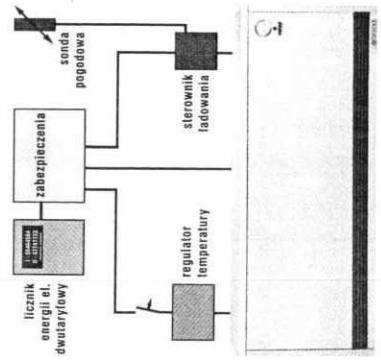 licznik
energii el.
dwutaryfowy
zabezpieczenia
sonda
pogodowa
regulator
temperatury
sterownik
ładowania